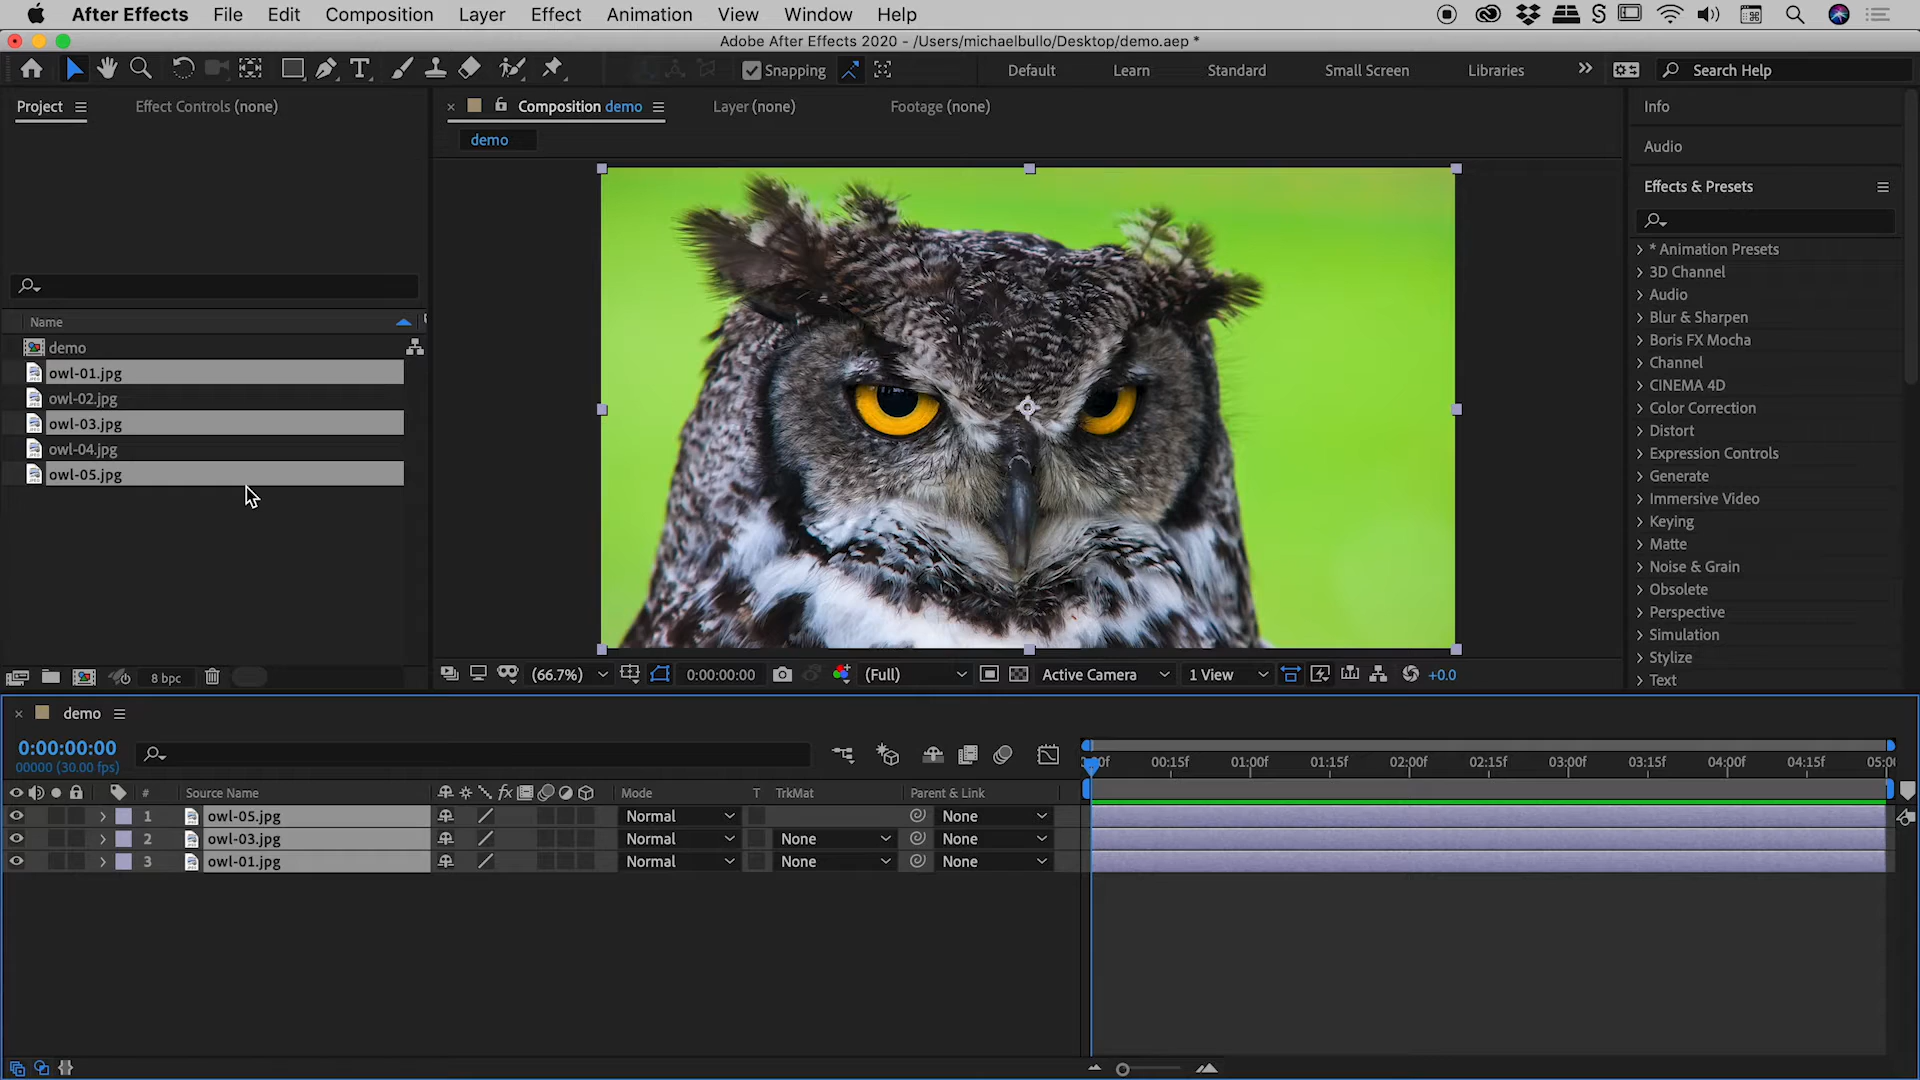 After Effects File Edit Composition Layer Effect Animation View Window Help
Adobe After Effects 2020 - /Users/michaelbullo/Desktop/demo.aep *
Snapping Default Learn Standard Small Screen Libraries Search Help
Project Effect Controls (none)
Composition demo Layer (none) Footage (none)
demo
Name
demo
owl-01.jpg
owl-02.jpg
owl-03.jpg
owl-04.jpg
owl-05.jpg
8 bpc
(66.7%) 0:00:00:00 (Full) Active Camera 1 View +0.0
Info
Audio
Effects & Presets
* Animation Presets
3D Channel
Audio
Blur & Sharpen
Boris FX Mocha
Channel
CINEMA 4D
Color Correction
Distort
Expression Controls
Generate
Immersive Video
Keying
Matte
Noise & Grain
Obsolete
Perspective
Simulation
Stylize
Text
demo
0:00:00:00
00000 (30.00 fps)
00f 00:15f 01:00f 01:15f 02:00f 02:15f 03:00f 03:15f 04:00f 04:15f 05:00
# Source Name fx Mode T TrkMat Parent & Link
1 owl-05.jpg Normal None
2 owl-03.jpg Normal None None
3 owl-01.jpg Normal None None